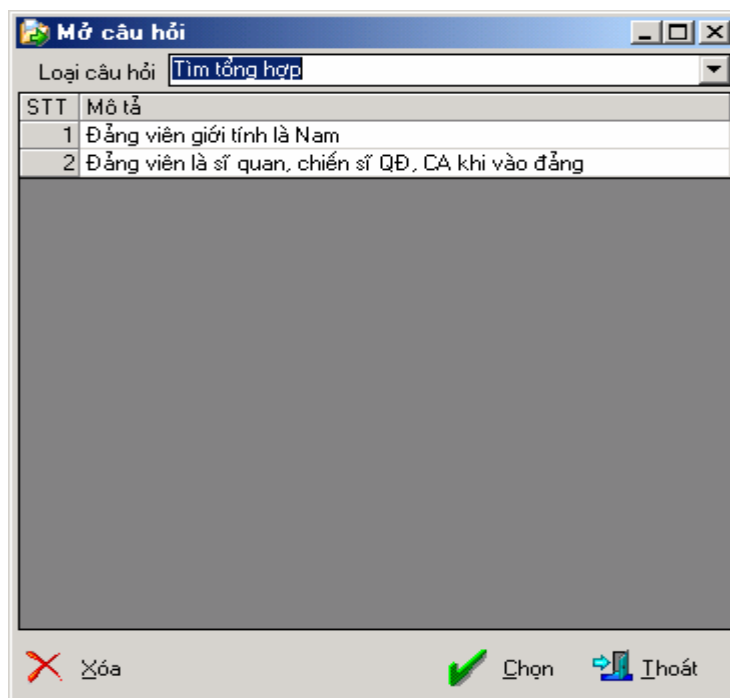 Mở câu hỏi
Loại câu hỏi Tìm tổng hợp
STT Mô tả
1 Đảng viên giới tính là Nam
2 Đảng viên là sĩ quan, chiến sĩ QĐ, CA khi vào đảng
Xóa Chọn Thoát